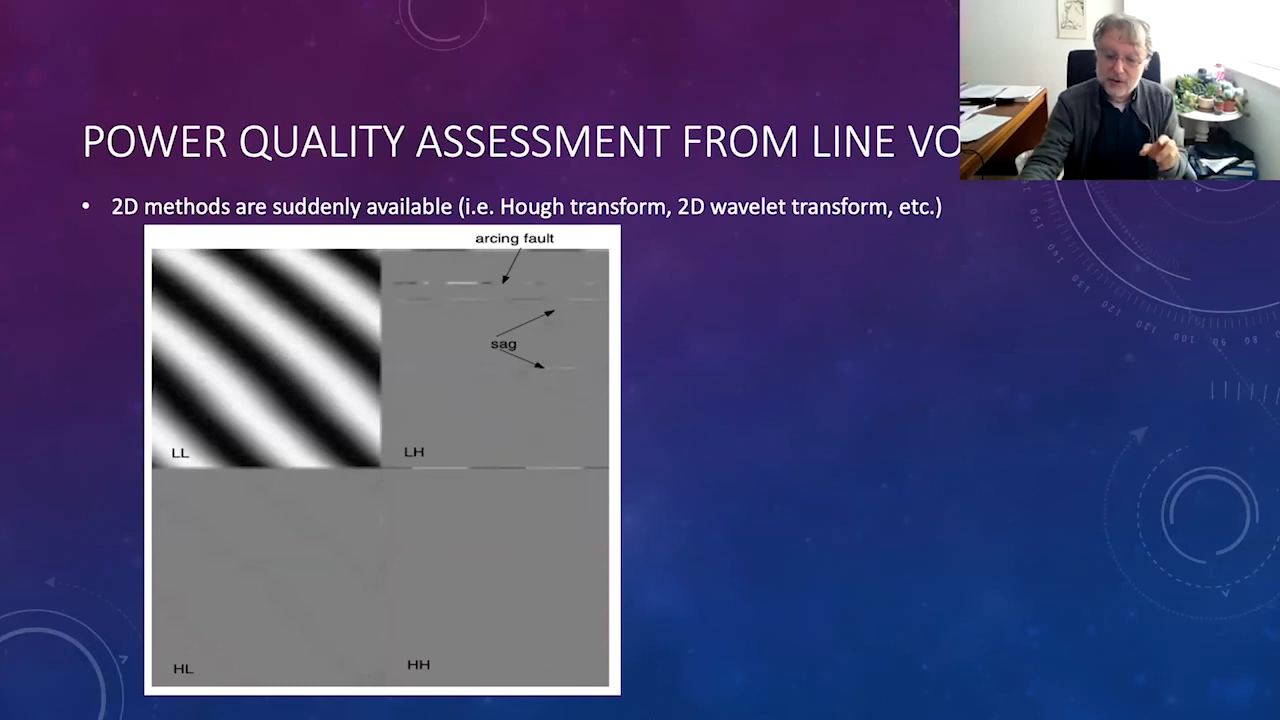 POWER QUALITY ASSESSMENT FROM LINE VO
• 2D methods are suddenly available (i.e. Hough transform, 2D wavelet transform, etc.)
arcing fault
sag
LL
LH
HL
HH